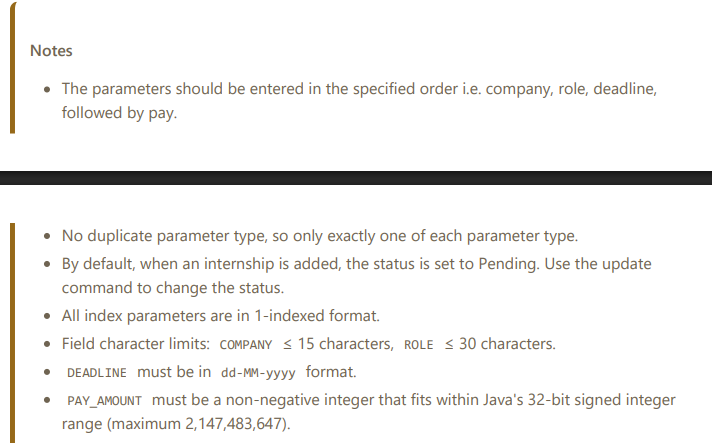 Notes
• The parameters should be entered in the specified order i.e. company, role, deadline,
followed by pay.
• No duplicate parameter type, so only exactly one of each parameter type.
• By default, when an internship is added, the status is set to Pending. Use the update
command to change the status.
• All index parameters are in 1-indexed format.
• Field character limits: COMPANY ≤ 15 characters, ROLE ≤ 30 characters.
• DEADLINE must be in dd-MM-yyyy format.
• PAY_AMOUNT must be a non-negative integer that fits within Java's 32-bit signed integer
range (maximum 2,147,483,647).